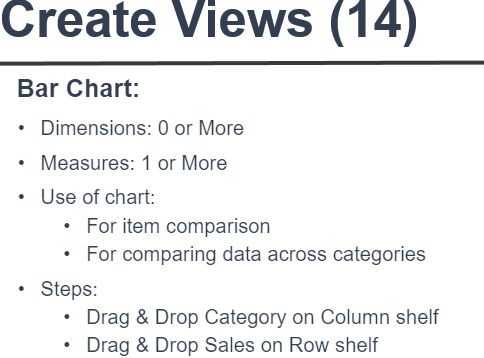 Create Views (14)
Bar Chart:
• Dimensions: 0 or More
• Measures: 1 or More
• Use of chart:
• For item comparison
• For comparing data across categories
• Steps:
• Drag & Drop Category on Column shelf
• Drag & Drop Sales on Row shelf